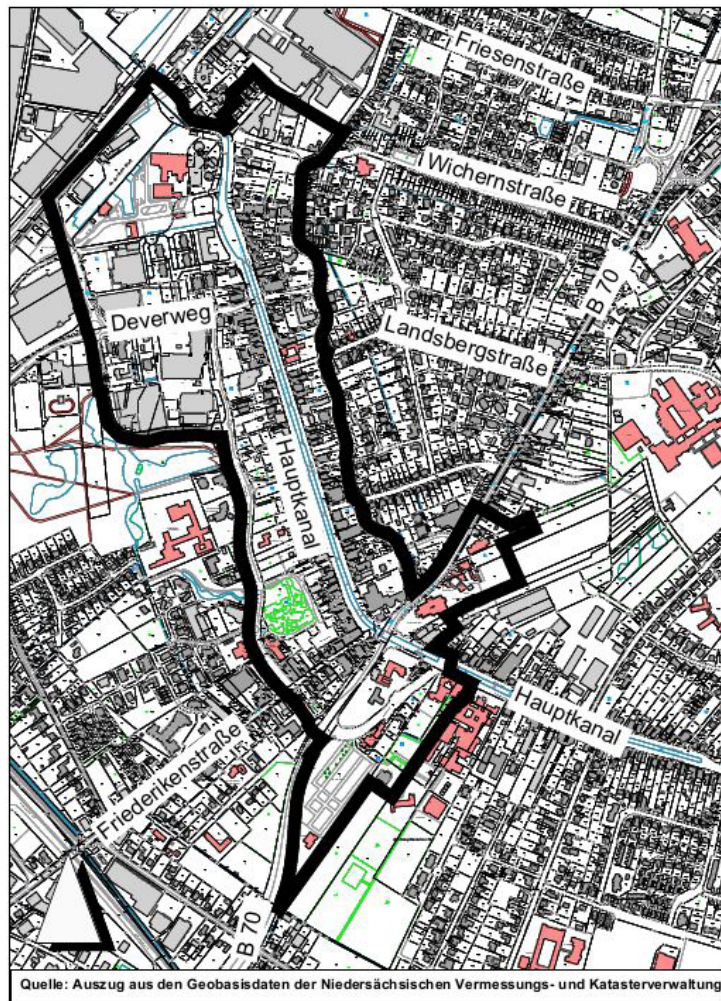 Friesenstraße
Wichernstraße
B 70
Deverweg
Landsbergstraße
Hauptkanal
Hauptkanal
Friederikenstraße
B 70
Quelle: Auszug aus den Geobasisdaten der Niedersächsischen Vermessungs- und Katasterverwaltung